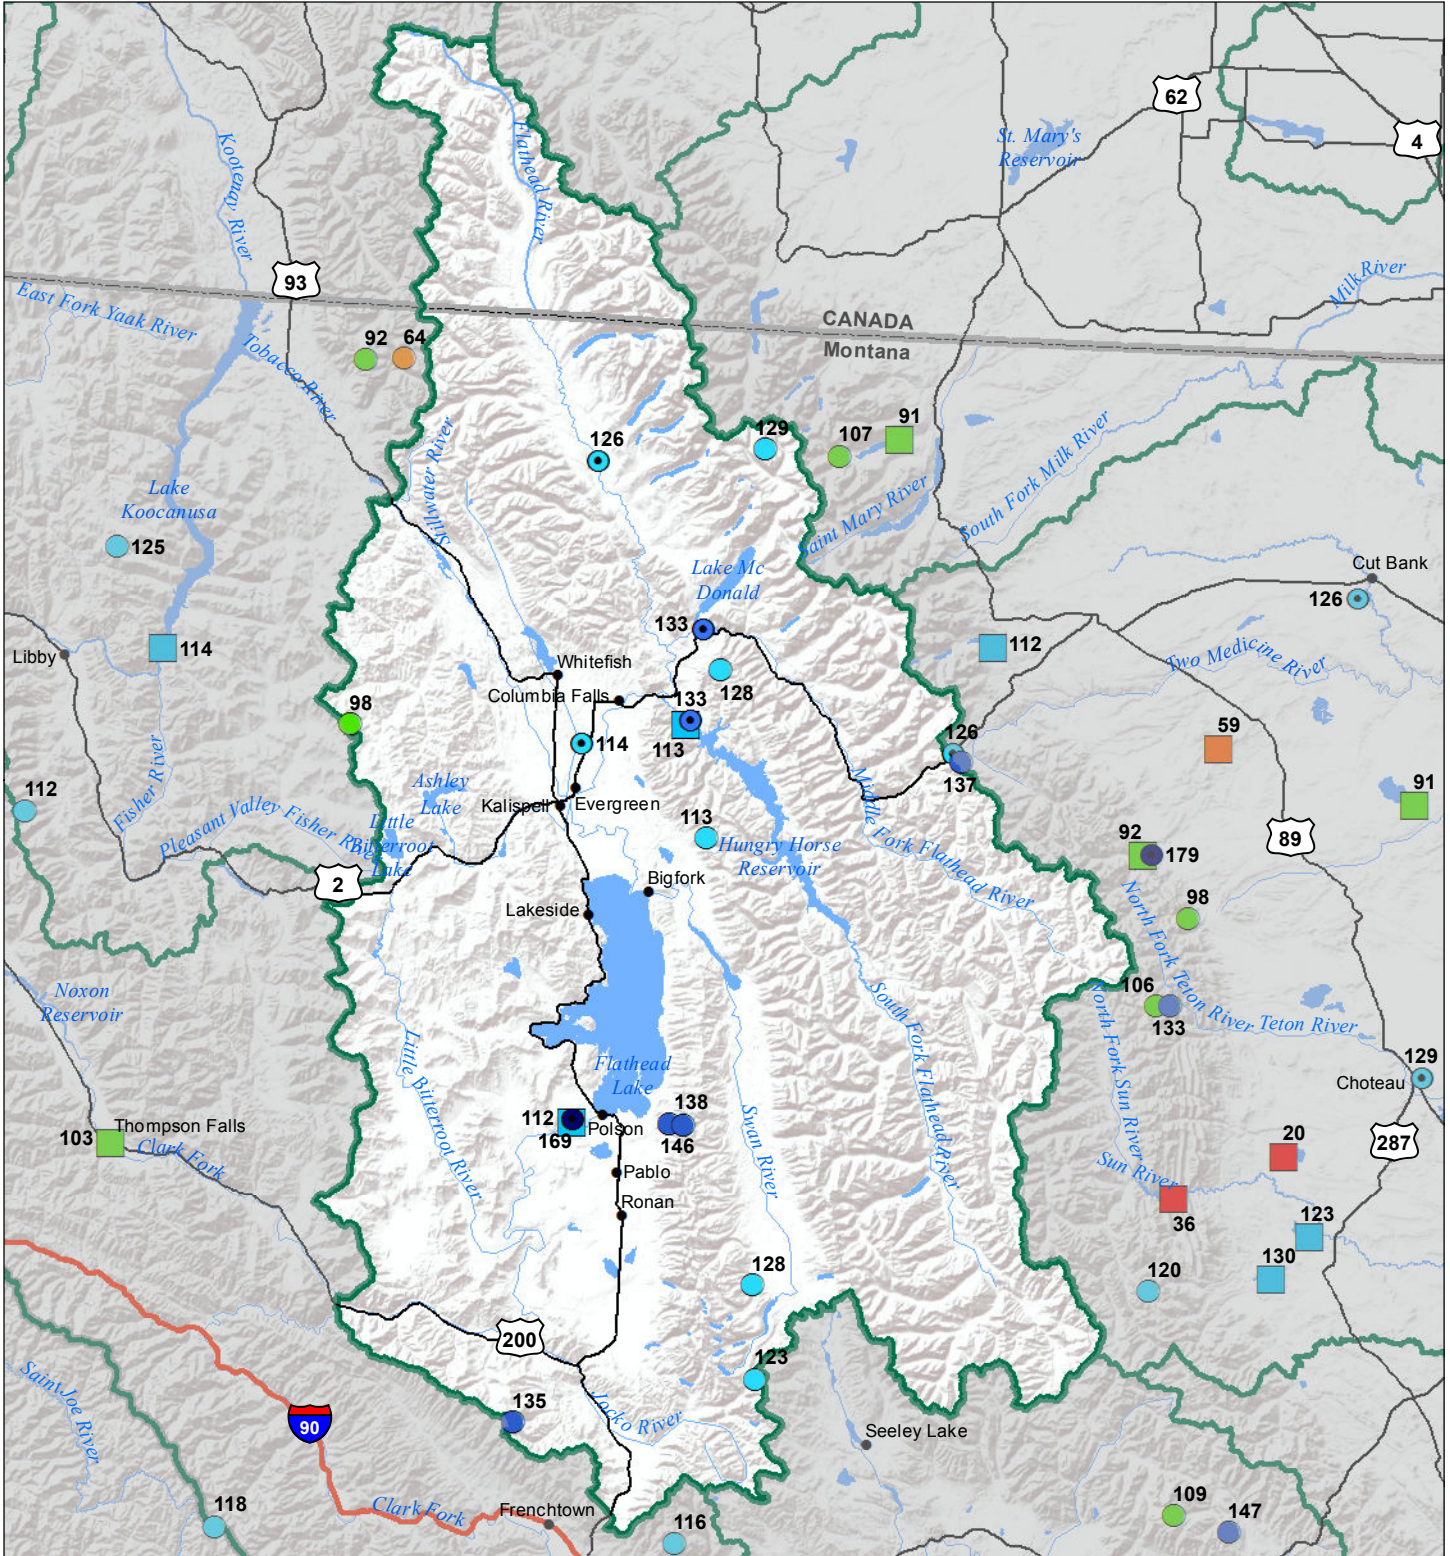 62
4
St. Mary's
Reservoir
Flathead River
Kootenay River
93
Milk River
East Fork Yaak River
CANADA
Montana
Tobacco River
92
64
129
107
91
126
Stillwater River
South Fork Milk River
Saint Mary River
Lake
Koocanusa
125
Lake Mc
Donald
Cut Bank
126
133
112
Two Medicine River
Libby
114
Whitefish
128
Columbia Falls
133
113
98
114
126
137
59
Fisher River
Ashley
Lake
112
Kalispell
Evergreen
91
Pleasant Valley Fisher River
Little
Bitterroot
Lake
113
Hungry Horse
Reservoir
Middle Fork Flathead River
89
92
179
2
Bigfork
98
Lakeside
North Fork Teton River
Noxon
Reservoir
106
133
Teton River
North Fork Sun River
South Fork Flathead River
Little Bitterroot River
Flathead
Lake
129
Choteau
138
146
112
169
Polson
Swan River
Thompson Falls
103
Clark Fork
287
20
Pablo
Sun River
Ronan
36
123
130
120
128
200
123
Saint Joe River
135
Jocko River
90
Seeley Lake
118
Clark Fork
Frenchtown
116
109
147